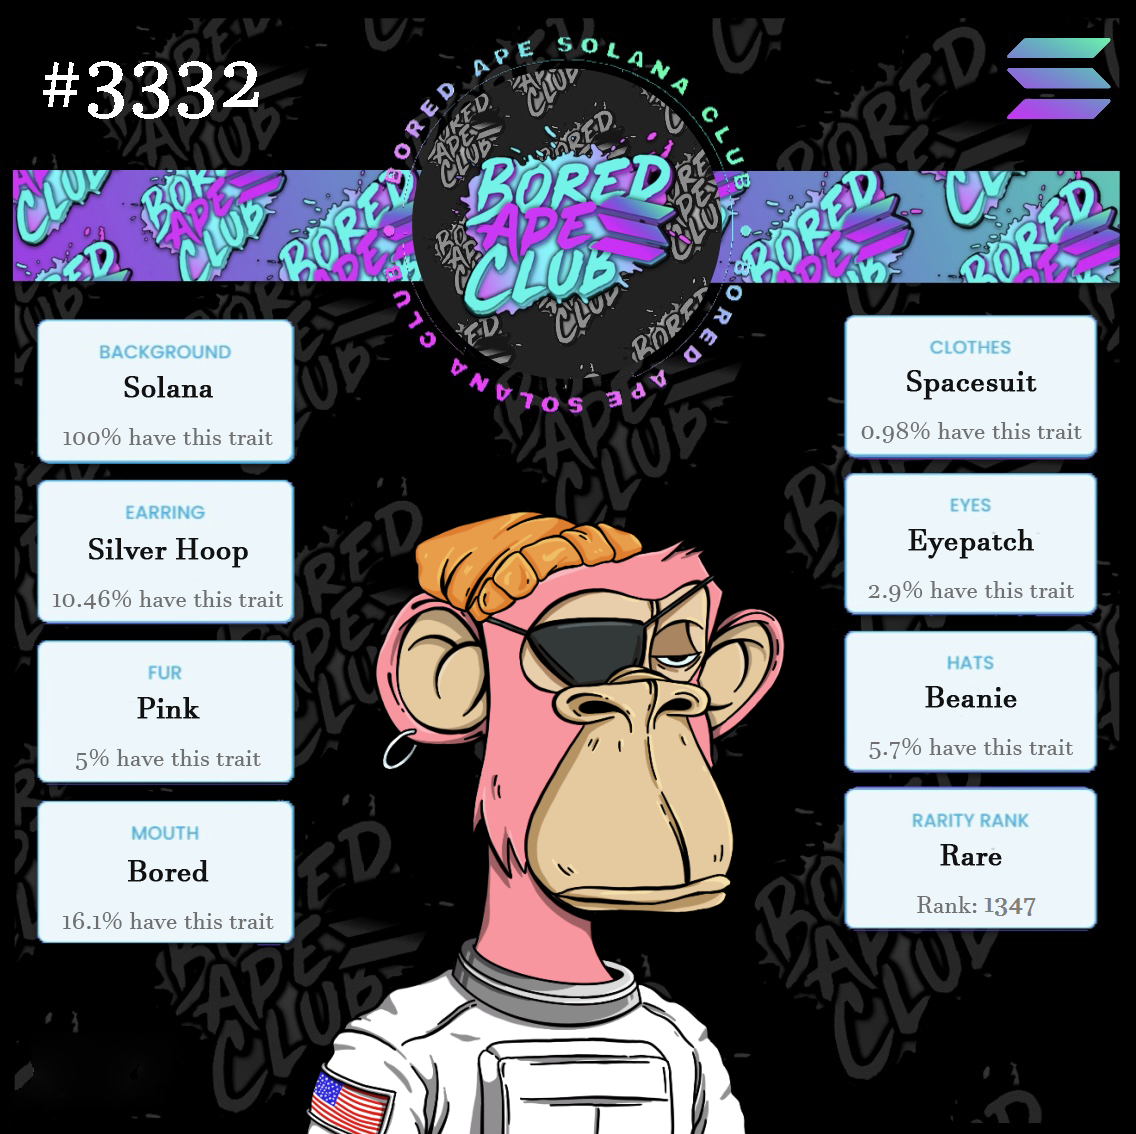 #3332
BORED APE SOLANA CLUB
BORED APE SOLANA CLUB
BORED
APE
CLUB
BACKGROUND
Solana
100% have this trait
EARRING
Silver Hoop
10.46% have this trait
FUR
Pink
5% have this trait
MOUTH
Bored
16.1% have this trait
CLOTHES
Spacesuit
0.98% have this trait
EYES
Eyepatch
2.9% have this trait
HATS
Beanie
5.7% have this trait
RARITY RANK
Rare
Rank: 1347